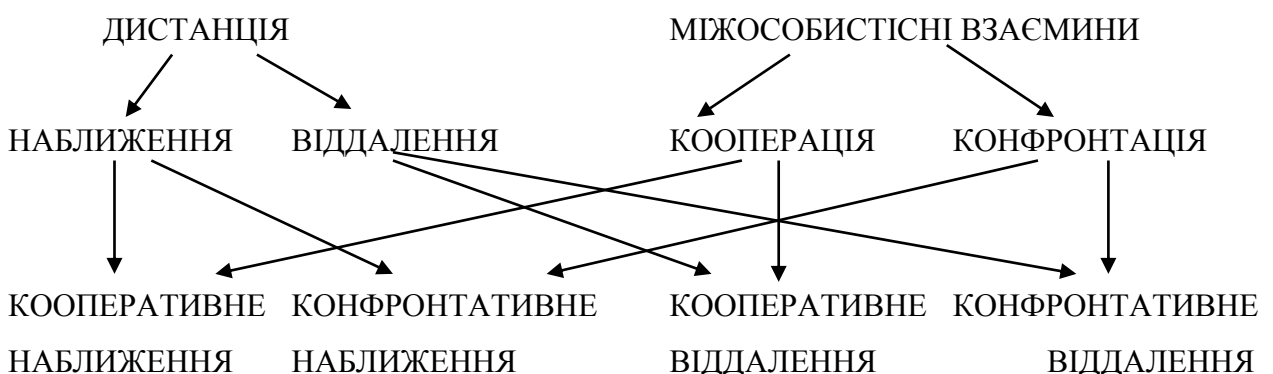 ДИСТАНЦІЯ МІЖОСОБИСТІСНІ ВЗАЄМИНИ
НАБЛИЖЕННЯ ВІДДАЛЕННЯ КООПЕРАЦІЯ КОНФРОНТАЦІЯ
КООПЕРАТИВНЕ КОНФРОНТАТИВНЕ КООПЕРАТИВНЕ КОНФРОНТАТИВНЕ
НАБЛИЖЕННЯ НАБЛИЖЕННЯ ВІДДАЛЕННЯ ВІДДАЛЕННЯ